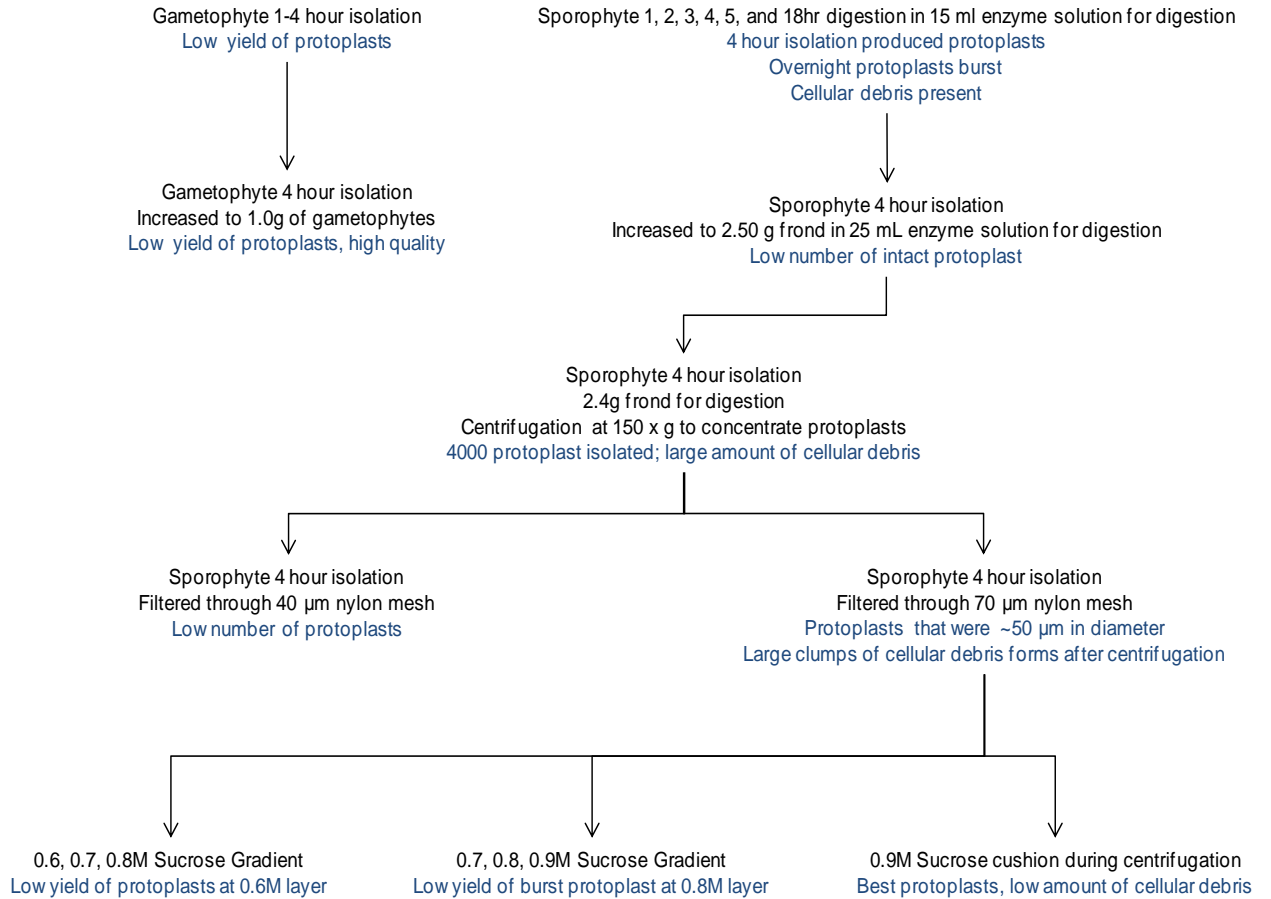 Gametophyte 1-4 hour isolation
Low yield of protoplasts
Sporophyte 1, 2, 3, 4, 5, and 18hr digestion in 15 ml enzyme solution for digestion
4 hour isolation produced protoplasts
Overnight protoplasts burst
Cellular debris present
Gametophyte 4 hour isolation
Increased to 1.0g of gametophytes
Low yield of protoplasts, high quality
Sporophyte 4 hour isolation
Increased to 2.50 g frond in 25 mL enzyme solution for digestion
Low number of intact protoplast
Sporophyte 4 hour isolation
2.4g frond for digestion
Centrifugation at 150 x g to concentrate protoplasts
4000 protoplast isolated; large amount of cellular debris
Sporophyte 4 hour isolation
Filtered through 40 µm nylon mesh
Low number of protoplasts
Sporophyte 4 hour isolation
Filtered through 70 µm nylon mesh
Protoplasts that were ~50 µm in diameter
Large clumps of cellular debris forms after centrifugation
0.6, 0.7, 0.8M Sucrose Gradient
Low yield of protoplasts at 0.6M layer
0.7, 0.8, 0.9M Sucrose Gradient
Low yield of burst protoplast at 0.8M layer
0.9M Sucrose cushion during centrifugation
Best protoplasts, low amount of cellular debris